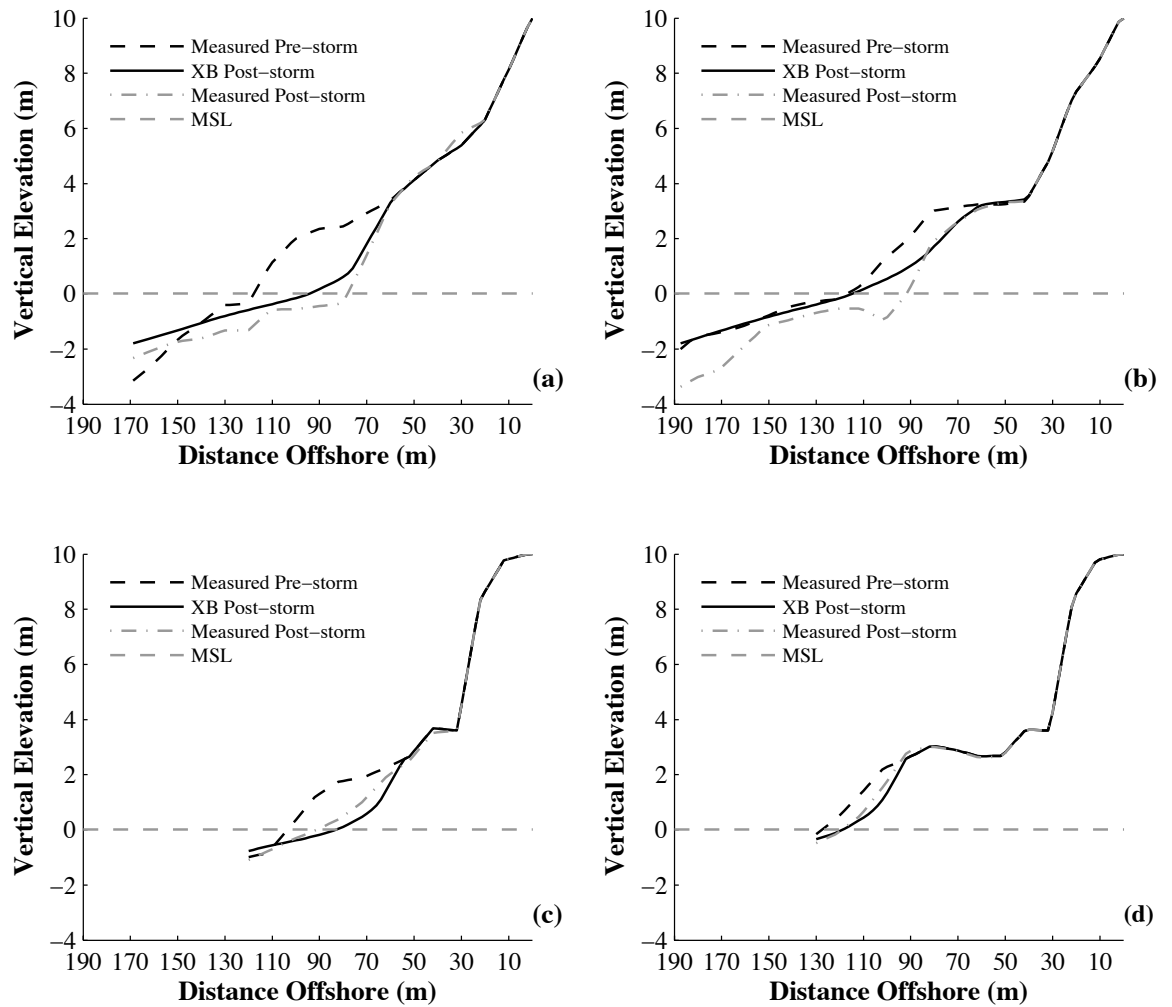 10
8
6
4
2
0
−2
−4
Vertical Elevation (m)
Measured Pre−storm
XB Post−storm
Measured Post−storm
MSL
(a)
190 170 150 130 110 90 70 50 30 10
Distance Offshore (m)
10
8
6
4
2
0
−2
−4
Vertical Elevation (m)
Measured Pre−storm
XB Post−storm
Measured Post−storm
MSL
(b)
190 170 150 130 110 90 70 50 30 10
Distance Offshore (m)
10
8
6
4
2
0
−2
−4
Vertical Elevation (m)
Measured Pre−storm
XB Post−storm
Measured Post−storm
MSL
(c)
190 170 150 130 110 90 70 50 30 10
Distance Offshore (m)
10
8
6
4
2
0
−2
−4
Vertical Elevation (m)
Measured Pre−storm
XB Post−storm
Measured Post−storm
MSL
(d)
190 170 150 130 110 90 70 50 30 10
Distance Offshore (m)